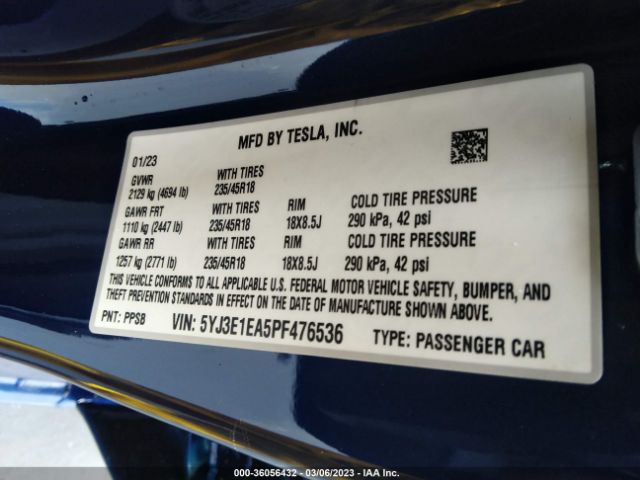 MFD BY TESLA, INC.
01/23
GVWR WITH TIRES
2129 kg (4694 lb) 235/45R18
GAWR FRT WITH TIRES RIM COLD TIRE PRESSURE
1110 kg (2447 lb) 235/45R18 18X8.5J 290 kPa, 42 psi
GAWR RR WITH TIRES RIM COLD TIRE PRESSURE
1257 kg (2771 lb) 235/45R18 18X8.5J 290 kPa, 42 psi
THIS VEHICLE CONFORMS TO ALL APPLICABLE U.S. FEDERAL MOTOR VEHICLE SAFETY, BUMPER, AND
THEFT PREVENTION STANDARDS IN EFFECT ON THE DATE OF MANUFACTURE SHOWN ABOVE.
PNT: PPSB VIN: 5YJ3E1EA5PF476536 TYPE: PASSENGER CAR
000-36056432 - 03/06/2023 - IAA Inc.